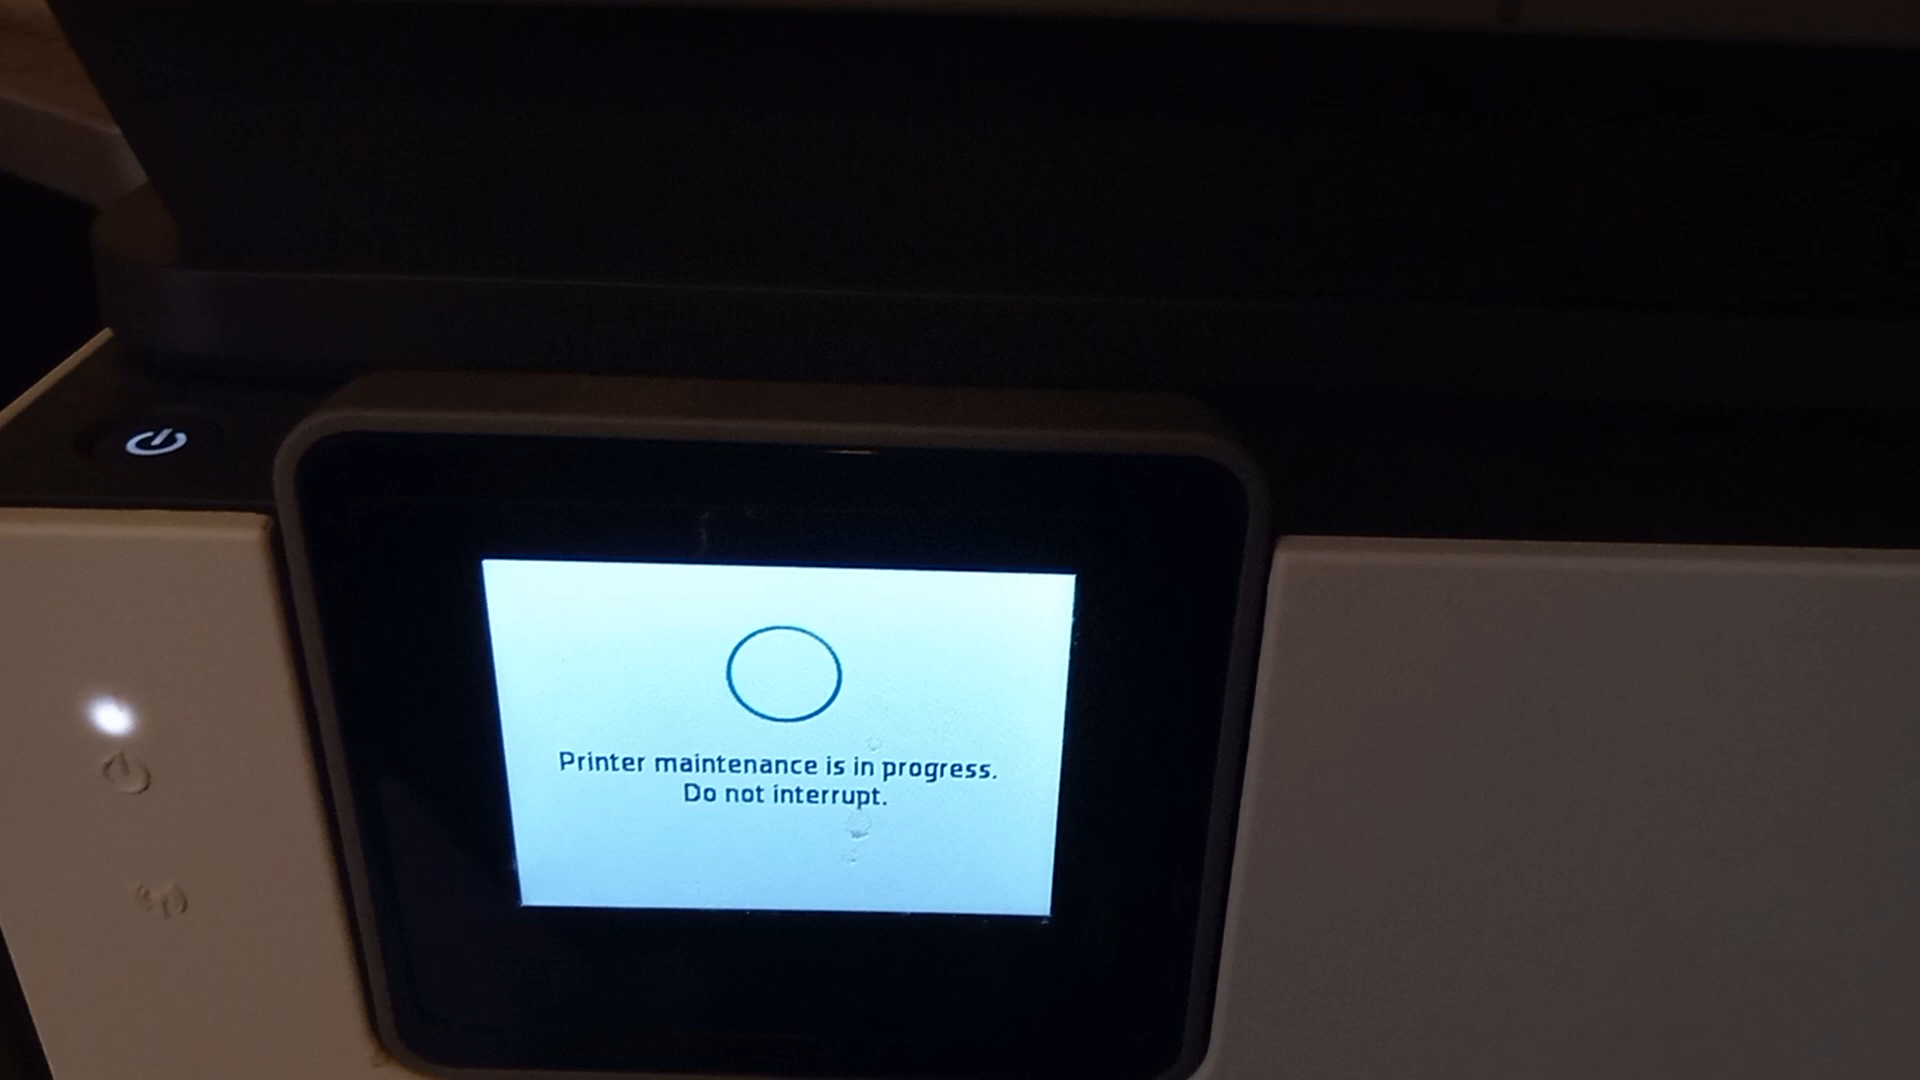 Printer maintenance is in progress.
Do not interrupt.